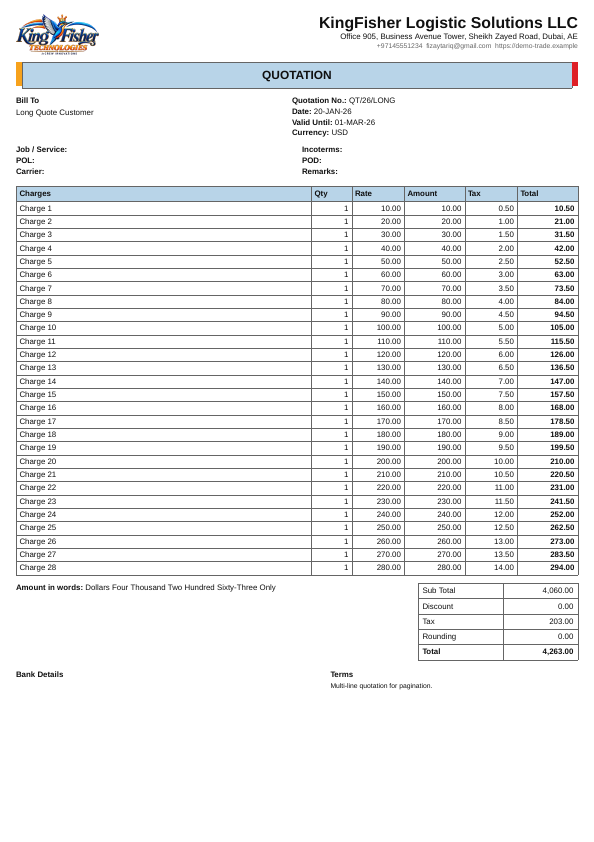 King Fisher
TECHNOLOGIES
KingFisher Logistic Solutions LLC
Office 905, Business Avenue Tower, Sheikh Zayed Road, Dubai, AE
+97145551234 fizaytariq@gmail.com https://demo-trade.example
QUOTATION
Bill To
Long Quote Customer
Quotation No.: QT/26/LONG
Date: 20-JAN-26
Valid Until: 01-MAR-26
Currency: USD
Job / Service:
POL:
Carrier:
Incoterms:
POD:
Remarks:
Charges Qty Rate Amount Tax Total
Charge 1 1 10.00 10.00 0.50 10.50
Charge 2 1 20.00 20.00 1.00 21.00
Charge 3 1 30.00 30.00 1.50 31.50
Charge 4 1 40.00 40.00 2.00 42.00
Charge 5 1 50.00 50.00 2.50 52.50
Charge 6 1 60.00 60.00 3.00 63.00
Charge 7 1 70.00 70.00 3.50 73.50
Charge 8 1 80.00 80.00 4.00 84.00
Charge 9 1 90.00 90.00 4.50 94.50
Charge 10 1 100.00 100.00 5.00 105.00
Charge 11 1 110.00 110.00 5.50 115.50
Charge 12 1 120.00 120.00 6.00 126.00
Charge 13 1 130.00 130.00 6.50 136.50
Charge 14 1 140.00 140.00 7.00 147.00
Charge 15 1 150.00 150.00 7.50 157.50
Charge 16 1 160.00 160.00 8.00 168.00
Charge 17 1 170.00 170.00 8.50 178.50
Charge 18 1 180.00 180.00 9.00 189.00
Charge 19 1 190.00 190.00 9.50 199.50
Charge 20 1 200.00 200.00 10.00 210.00
Charge 21 1 210.00 210.00 10.50 220.50
Charge 22 1 220.00 220.00 11.00 231.00
Charge 23 1 230.00 230.00 11.50 241.50
Charge 24 1 240.00 240.00 12.00 252.00
Charge 25 1 250.00 250.00 12.50 262.50
Charge 26 1 260.00 260.00 13.00 273.00
Charge 27 1 270.00 270.00 13.50 283.50
Charge 28 1 280.00 280.00 14.00 294.00
Amount in words: Dollars Four Thousand Two Hundred Sixty-Three Only
Sub Total 4,060.00
Discount 0.00
Tax 203.00
Rounding 0.00
Total 4,263.00
Bank Details
Terms
Multi-line quotation for pagination.